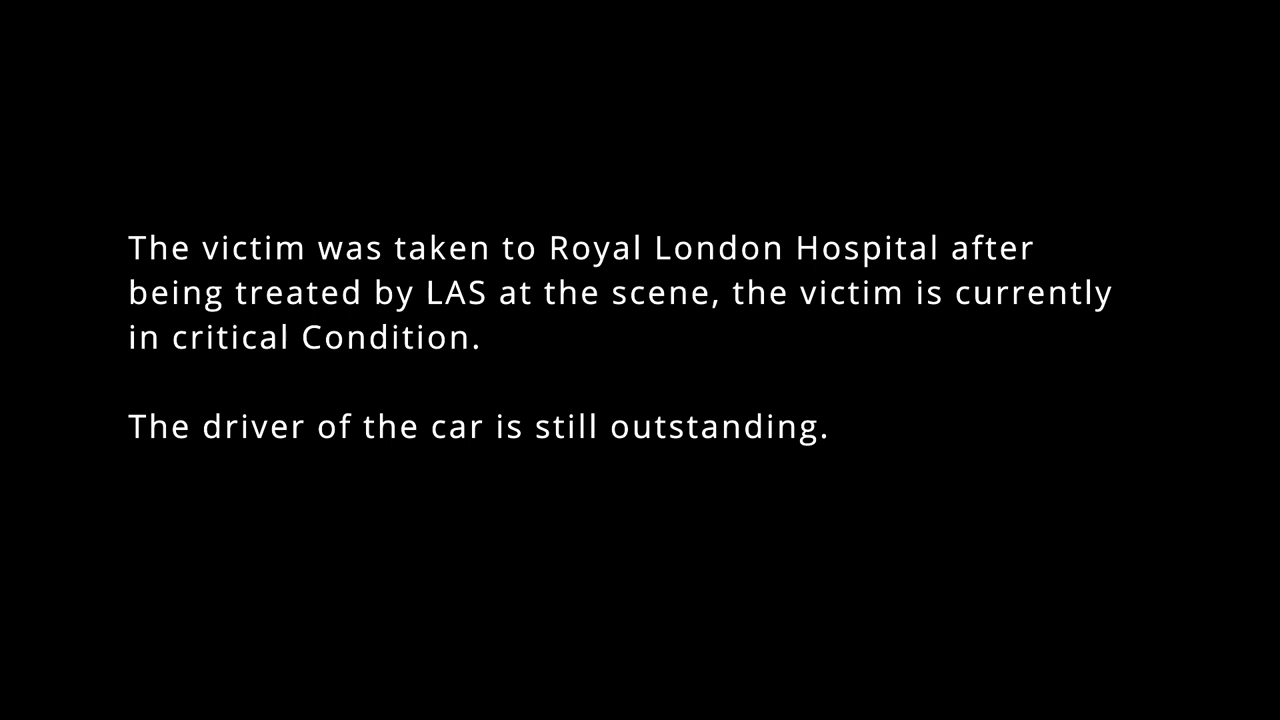 The victim was taken to Royal London Hospital after
being treated by LAS at the scene, the victim is currently
in critical Condition.
The driver of the car is still outstanding.